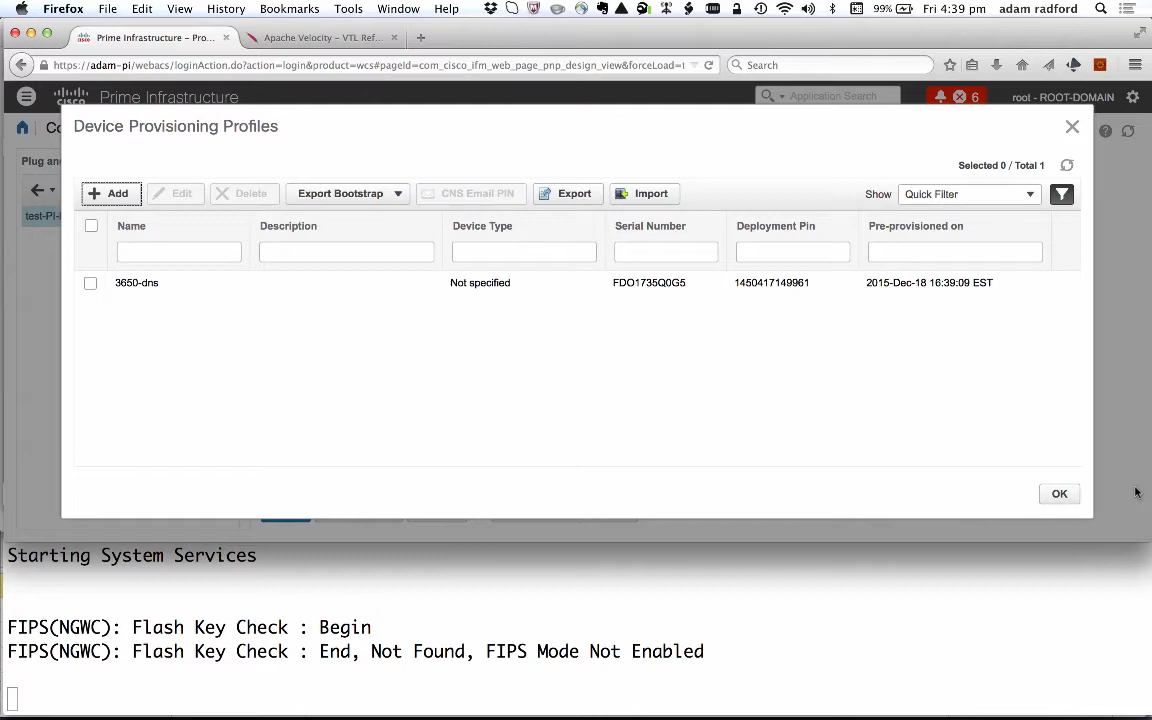 Firefox File Edit View History Bookmarks Tools Window Help 99% Fri 4:39 pm adam radford
Prime Infrastructure – Pro... × Apache Velocity – VTL Ref... × +
https://adam-pi/webacs/loginAction.do?action=login&product=wcs#pageId=com_cisco_ifm_web_page_pnp_design_view&forceLoad=t Search
CISCO Prime Infrastructure Application Search 6 root - ROOT-DOMAIN
Co
Device Provisioning Profiles
Plug an
Selected 0 / Total 1
Add Edit Delete Export Bootstrap CNS Email PIN Export Import Show Quick Filter
test-PI-
Name Description Device Type Serial Number Deployment Pin Pre-provisioned on
3650-dns Not specified FDO1735Q0G5 1450417149961 2015-Dec-18 16:39:09 EST
OK
Starting System Services
FIPS(NGWC): Flash Key Check : Begin
FIPS(NGWC): Flash Key Check : End, Not Found, FIPS Mode Not Enabled